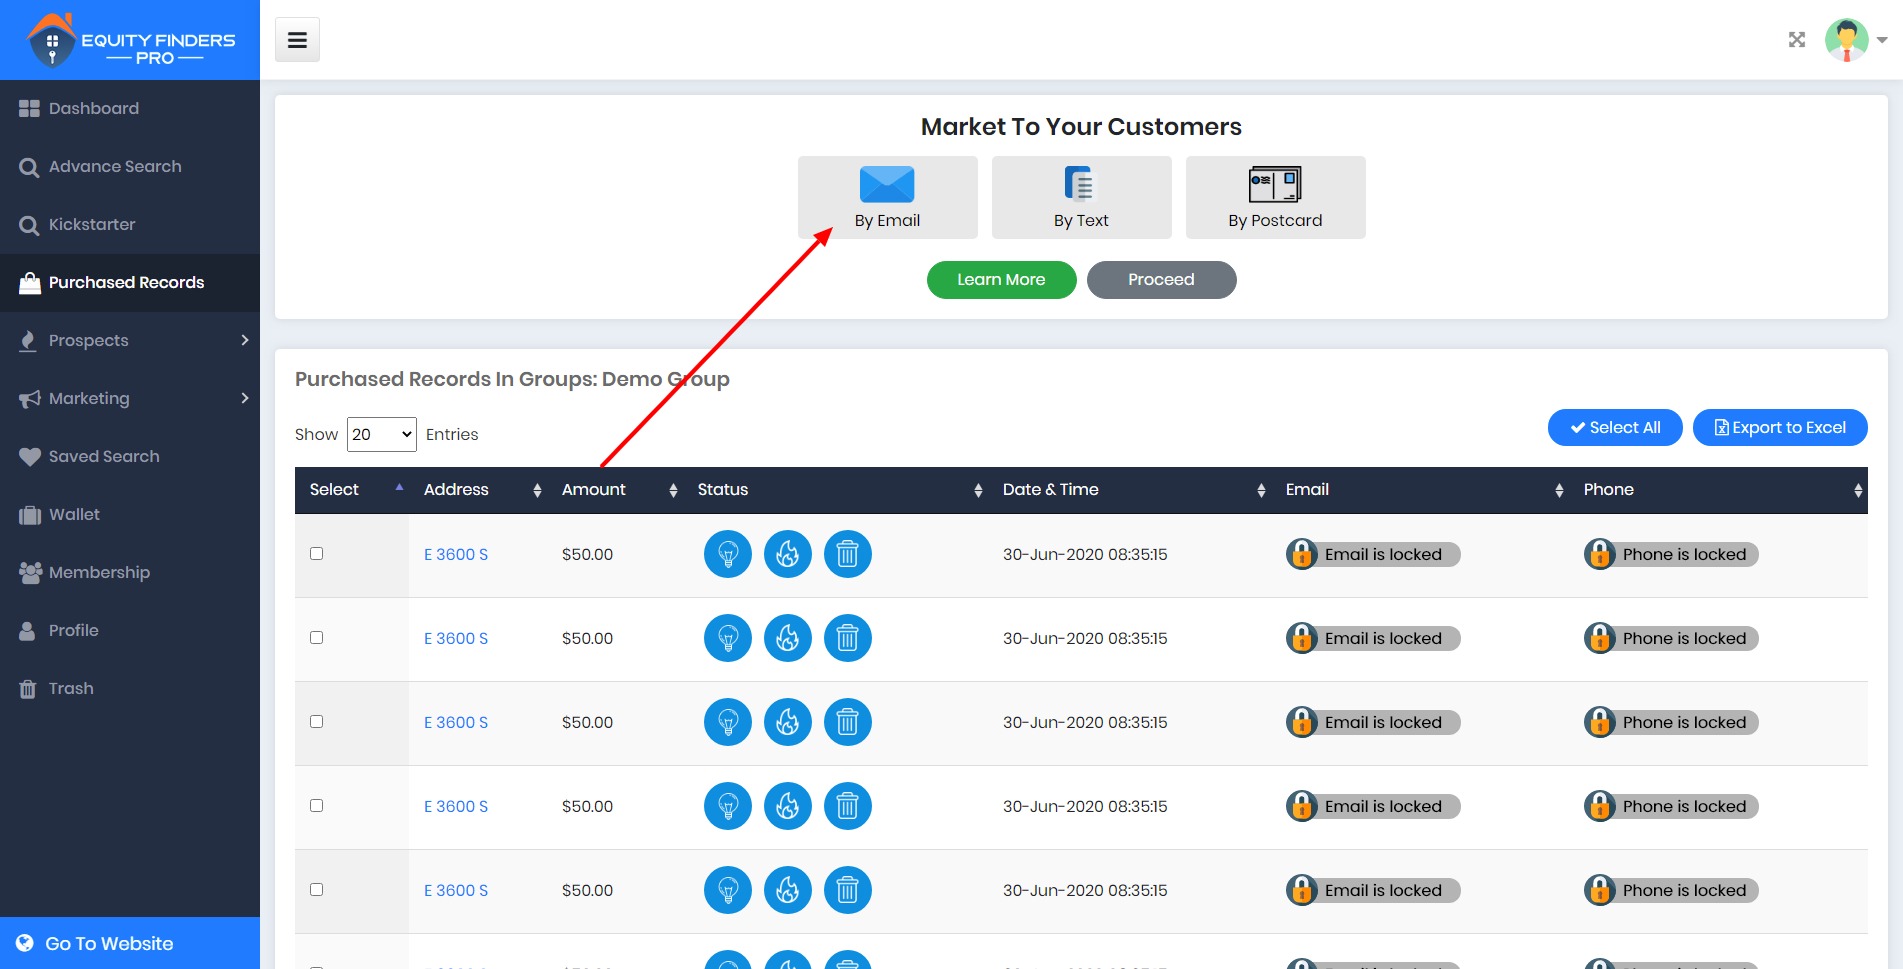 EQUITY FINDERS
PRO
Dashboard
Advance Search
Kickstarter
Purchased Records
Prospects
Marketing
Saved Search
Wallet
Membership
Profile
Trash
Go To Website
Market To Your Customers
By Email By Text By Postcard
Learn More Proceed
Purchased Records In Groups: Demo Group
Show 20 Entries Select All Export to Excel
Select Address Amount Status Date & Time Email Phone
E 3600 S $50.00 30-Jun-2020 08:35:15 Email is locked Phone is locked
E 3600 S $50.00 30-Jun-2020 08:35:15 Email is locked Phone is locked
E 3600 S $50.00 30-Jun-2020 08:35:15 Email is locked Phone is locked
E 3600 S $50.00 30-Jun-2020 08:35:15 Email is locked Phone is locked
E 3600 S $50.00 30-Jun-2020 08:35:15 Email is locked Phone is locked